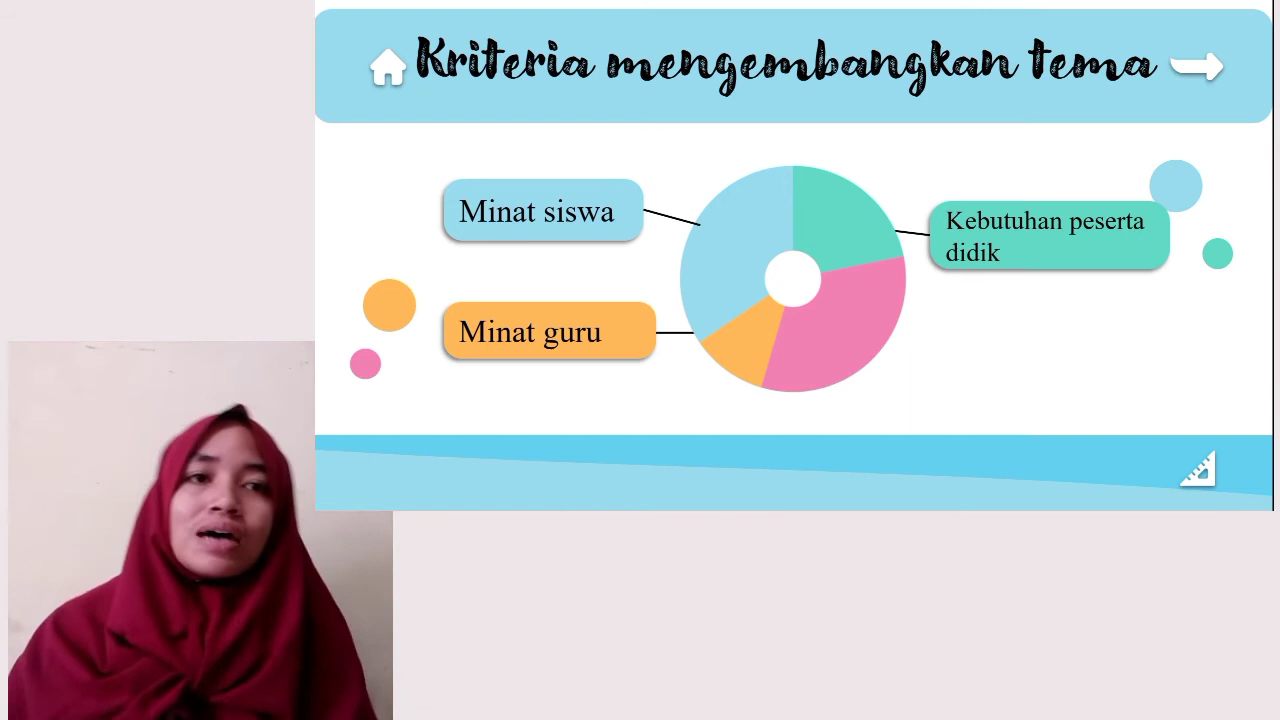 Kriteria mengembangkan tema
Minat siswa
Kebutuhan peserta
didik
Minat guru